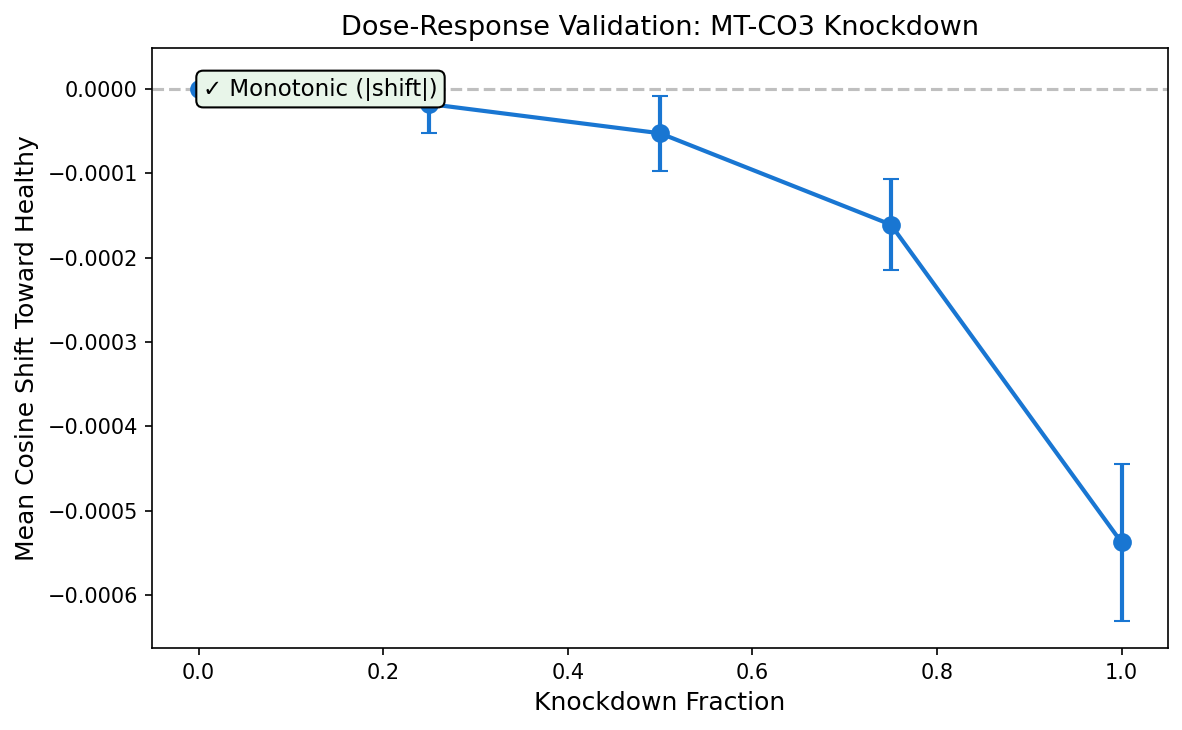 Dose-Response Validation: MT-CO3 Knockdown
✓ Monotonic (|shift|)
Mean Cosine Shift Toward Healthy
0.0000
−0.0001
−0.0002
−0.0003
−0.0004
−0.0005
−0.0006
0.0 0.2 0.4 0.6 0.8 1.0
Knockdown Fraction